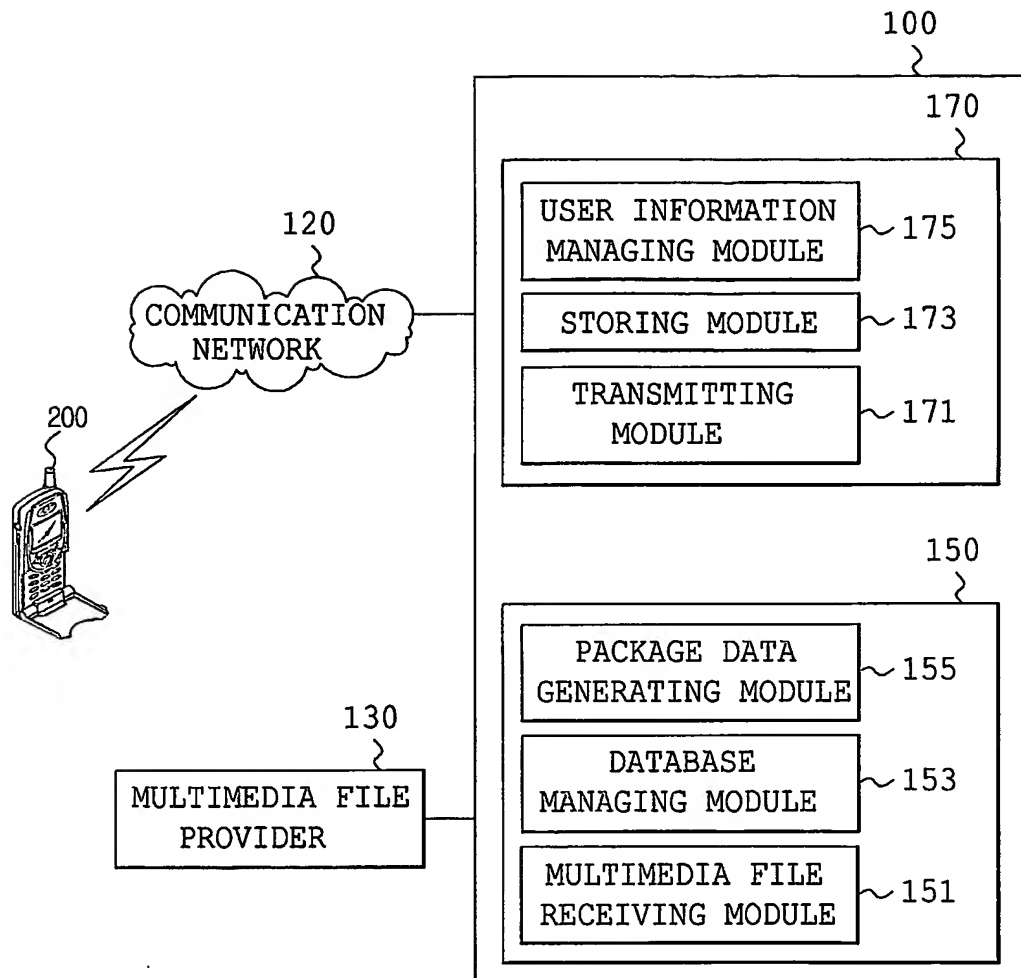 100
170
USER INFORMATION
MANAGING MODULE
175
STORING MODULE
173
TRANSMITTING
MODULE
171
120
COMMUNICATION
NETWORK
200
150
PACKAGE DATA
GENERATING MODULE
155
DATABASE
MANAGING MODULE
153
MULTIMEDIA FILE
RECEIVING MODULE
151
130
MULTIMEDIA FILE
PROVIDER